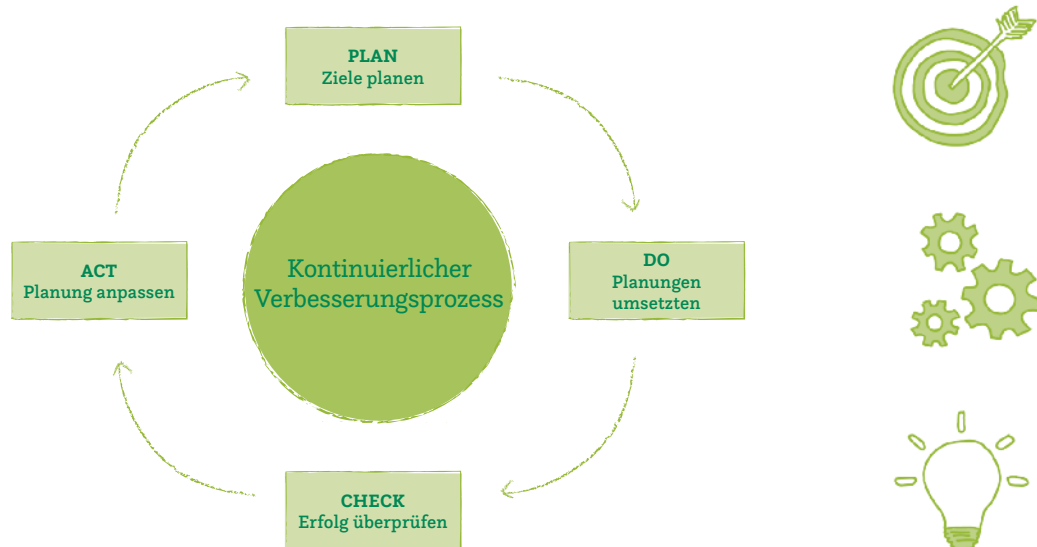 PLAN
Ziele planen
ACT
Planung anpassen
Kontinuierlicher
Verbesserungsprozess
DO
Planungen
umsetzten
CHECK
Erfolg überprüfen